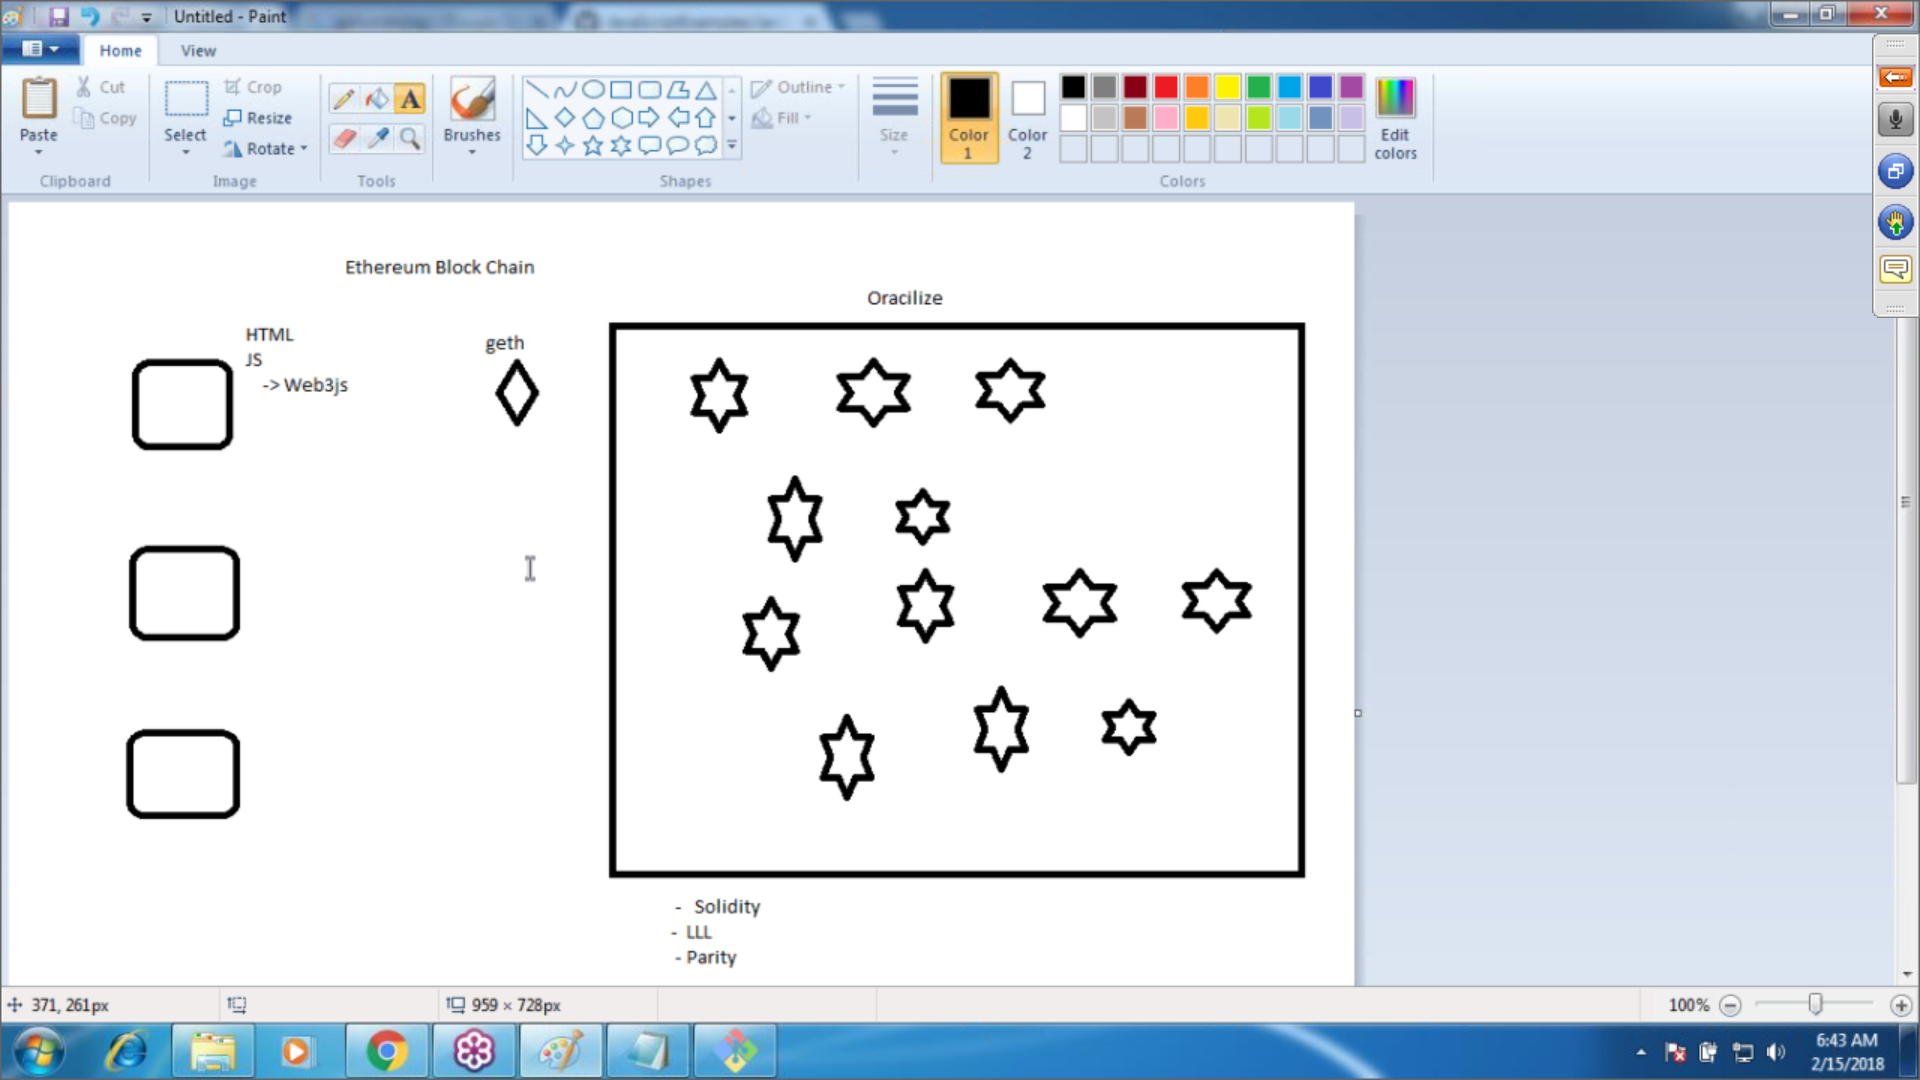 Untitled - Paint
Home
View
Paste
Cut
Copy
Clipboard
Select
Crop
Resize
Rotate
Image
A
Tools
Brushes
Shapes
Outline
Fill
Size
Color 1
Color 2
Edit colors
Colors
Ethereum Block Chain
Oracilize
HTML
JS
-> Web3js
geth
- Solidity
- LLL
- Parity
371, 261px
959 × 728px
100%
6:43 AM
2/15/2018